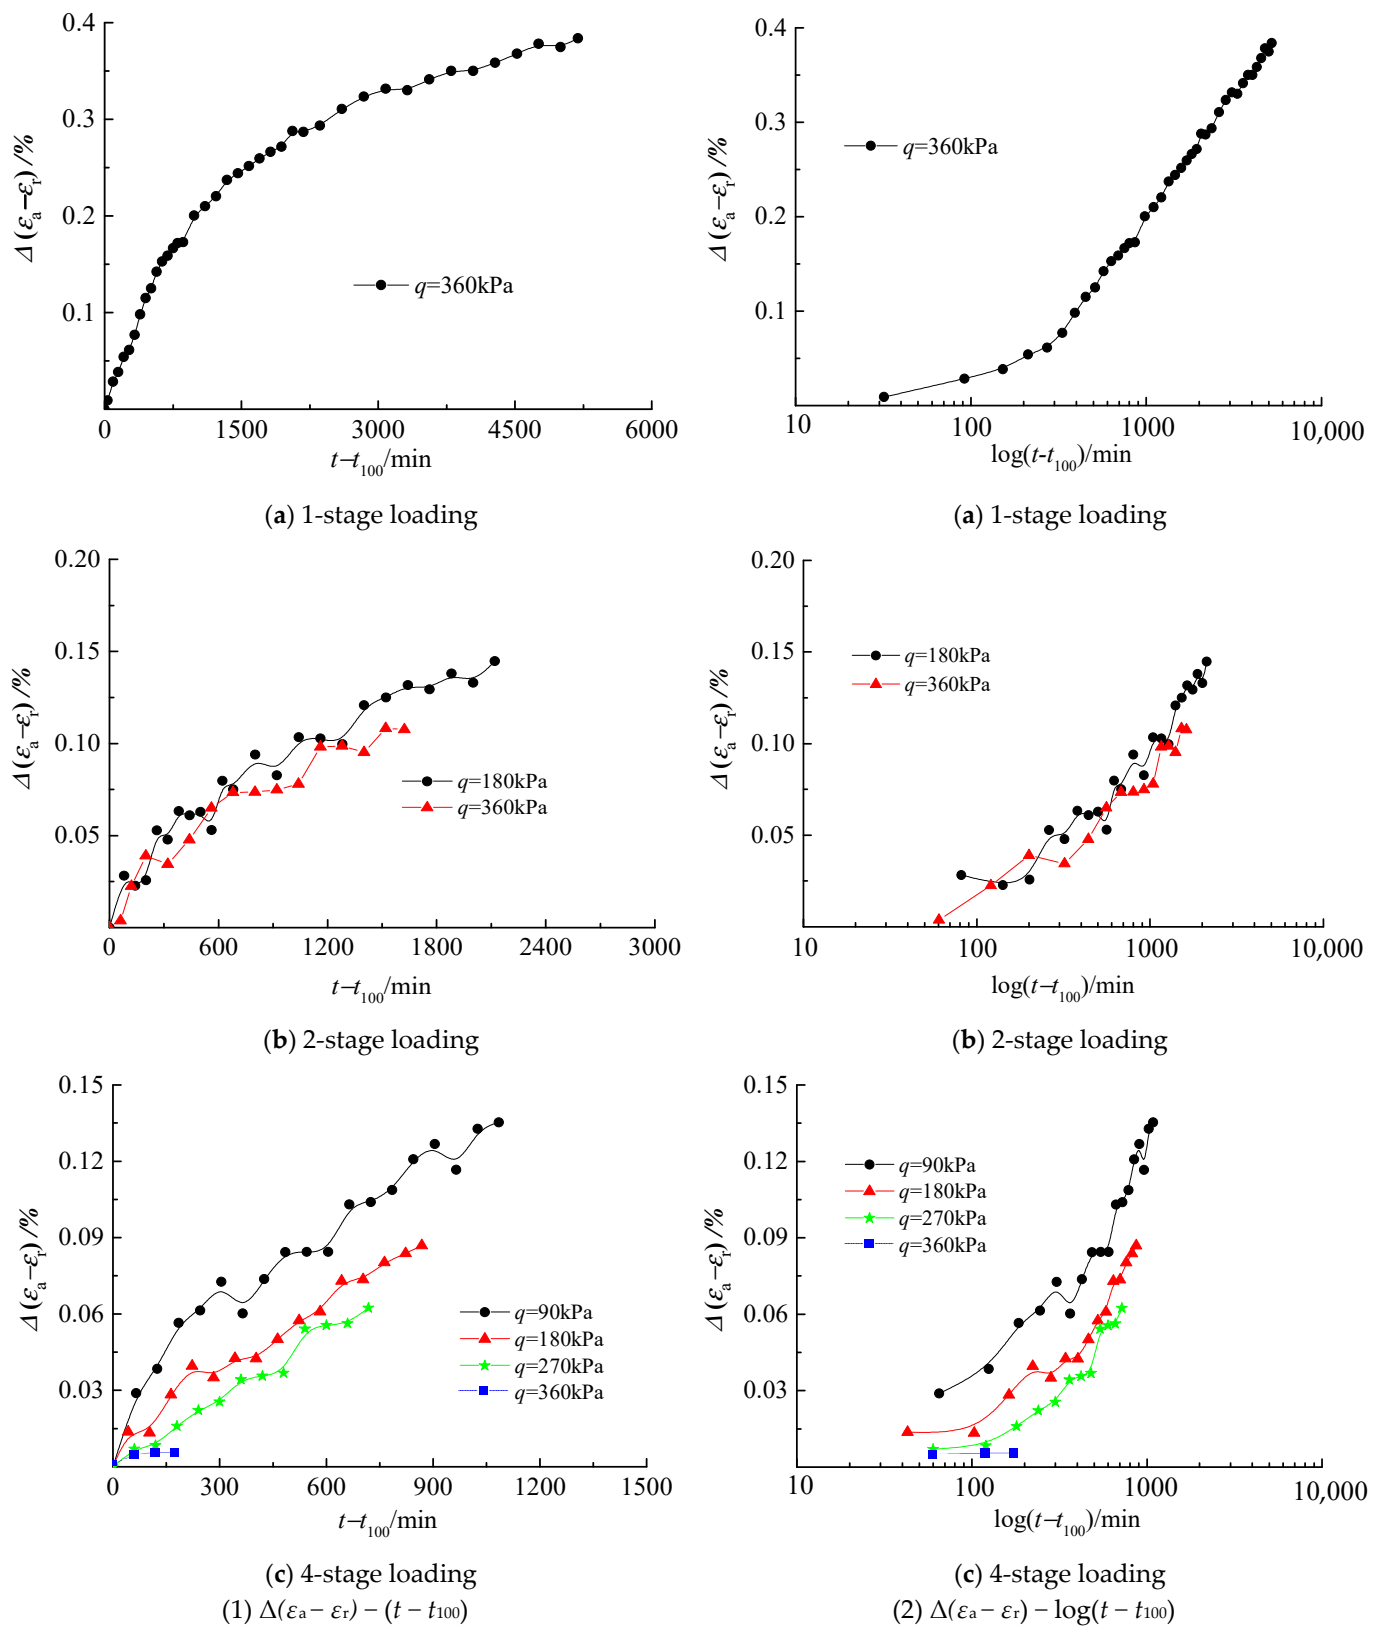 0.4
0.3
0.2
0.1
Δ(εa−εr)/%
q=360kPa
0 1500 3000 4500 6000
t−t100/min
(a) 1-stage loading
0.4
0.3
0.2
0.1
Δ(εa−εr)/%
q=360kPa
10 100 1000 10,000
log(t-t100)/min
(a) 1-stage loading
0.20
0.15
0.10
0.05
Δ(εa−εr)/%
q=180kPa
q=360kPa
0 600 1200 1800 2400 3000
t−t100/min
(b) 2-stage loading
0.20
0.15
0.10
0.05
Δ(εa−εr)/%
q=180kPa
q=360kPa
10 100 1000 10,000
log(t−t100)/min
(b) 2-stage loading
0.15
0.12
0.09
0.06
0.03
Δ(εa−εr)/%
q=90kPa
q=180kPa
q=270kPa
q=360kPa
0 300 600 900 1200 1500
t−t100/min
(c) 4-stage loading
(1) Δ(εa − εr) − (t − t100)
0.15
0.12
0.09
0.06
0.03
Δ(εa−εr)/%
q=90kPa
q=180kPa
q=270kPa
q=360kPa
10 100 1000 10,000
log(t−t100)/min
(c) 4-stage loading
(2) Δ(εa − εr) − log(t − t100)